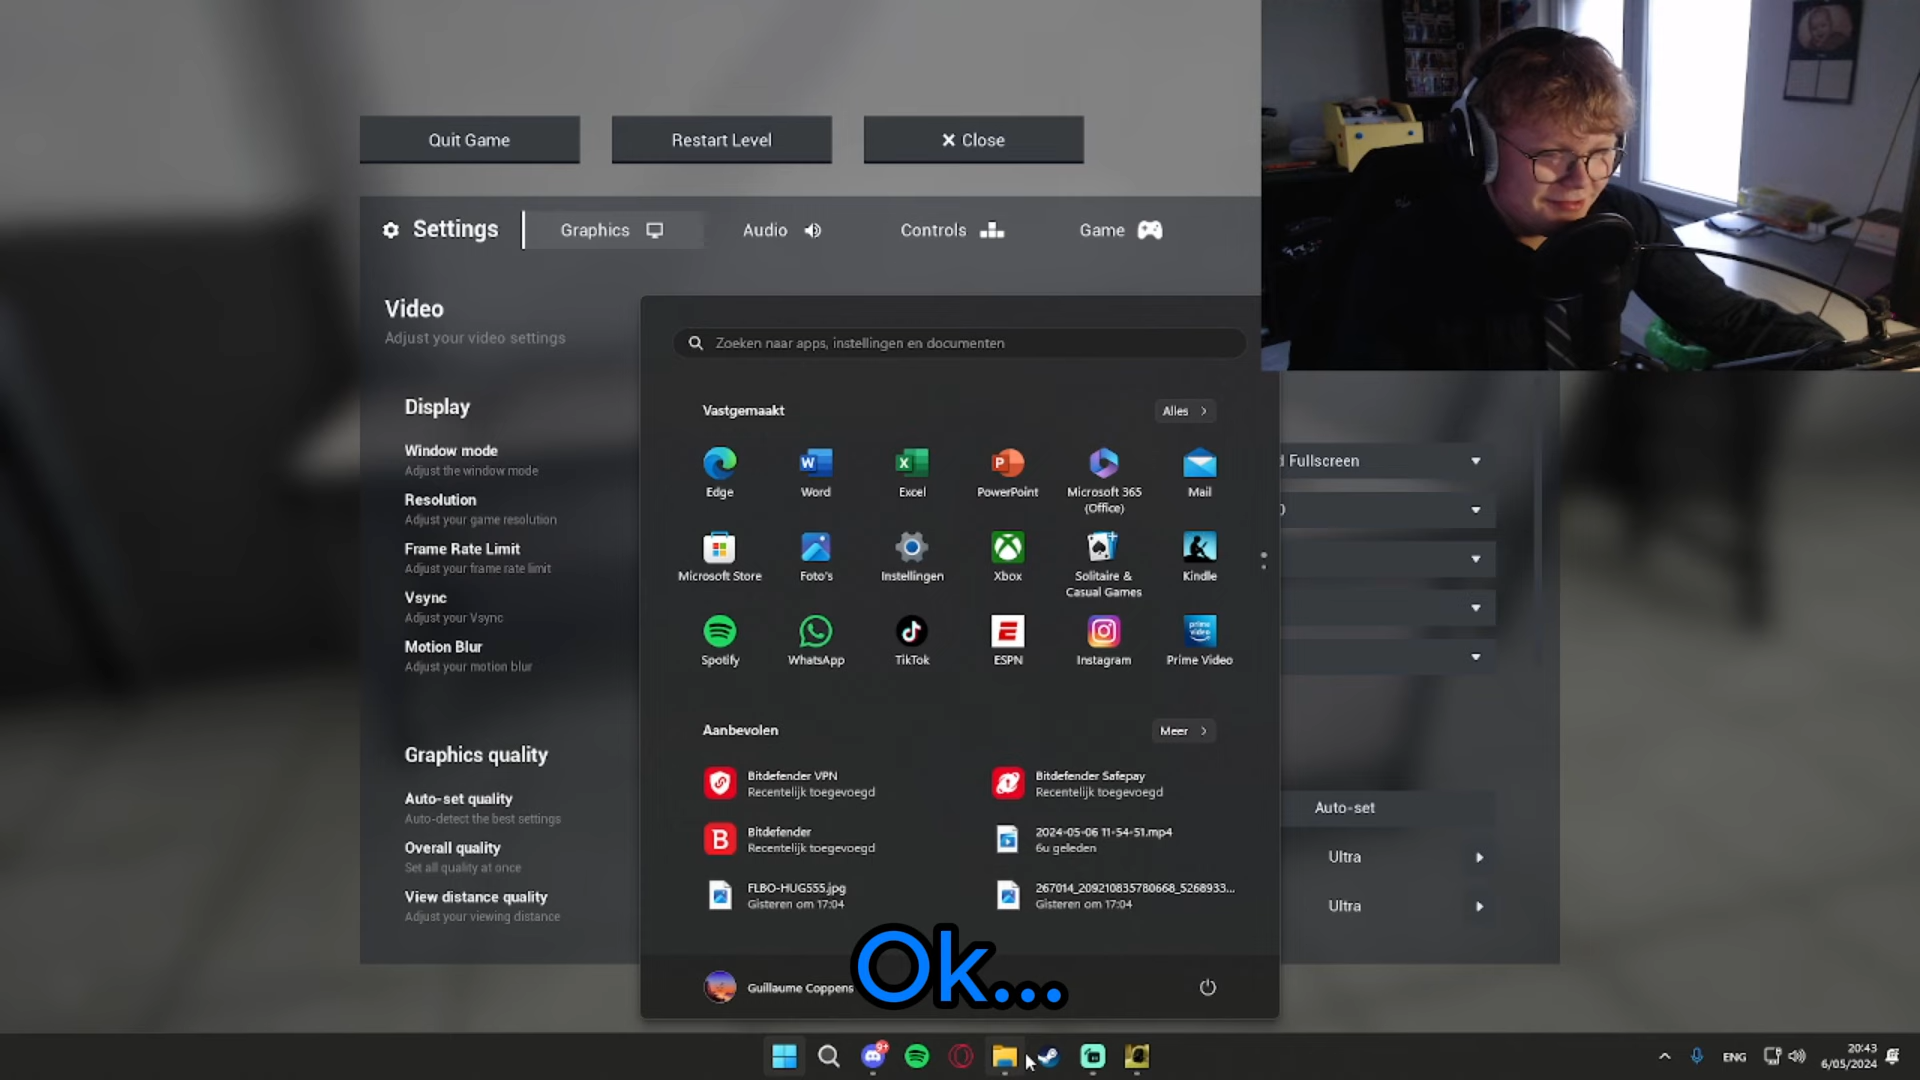 Quit Game
Restart Level
Close
Settings
Graphics
Audio
Controls
Game
Video
Adjust your video settings
Display
Window mode
Adjust the window mode
Resolution
Adjust your game resolution
Frame Rate Limit
Adjust your frame rate limit
Vsync
Adjust your Vsync
Motion Blur
Adjust your motion blur
Graphics quality
Auto-set quality
Auto-detect the best settings
Overall quality
Set all quality at once
View distance quality
Adjust your viewing distance
Fullscreen
Auto-set
Ultra
Ultra
Zoeken naar apps, instellingen en documenten
Vastgemaakt
Alles
Edge
Word
Excel
PowerPoint
Microsoft 365
(Office)
Mail
Microsoft Store
Foto's
Instellingen
Xbox
Solitaire &
Casual Games
Kindle
Spotify
WhatsApp
TikTok
ESPN
Instagram
prime video
Prime Video
Aanbevolen
Meer
Bitdefender VPN
Recentelijk toegevoegd
Bitdefender Safepay
Recentelijk toegevoegd
Bitdefender
Recentelijk toegevoegd
2024-05-06 11-54-51.mp4
6u geleden
FLBO-HUG555.jpg
Gisteren om 17:04
267014_209210835780668_5268933...
Gisteren om 17:04
Guillaume Coppens
Ok...
9+
ENG
20:43
6/05/2024